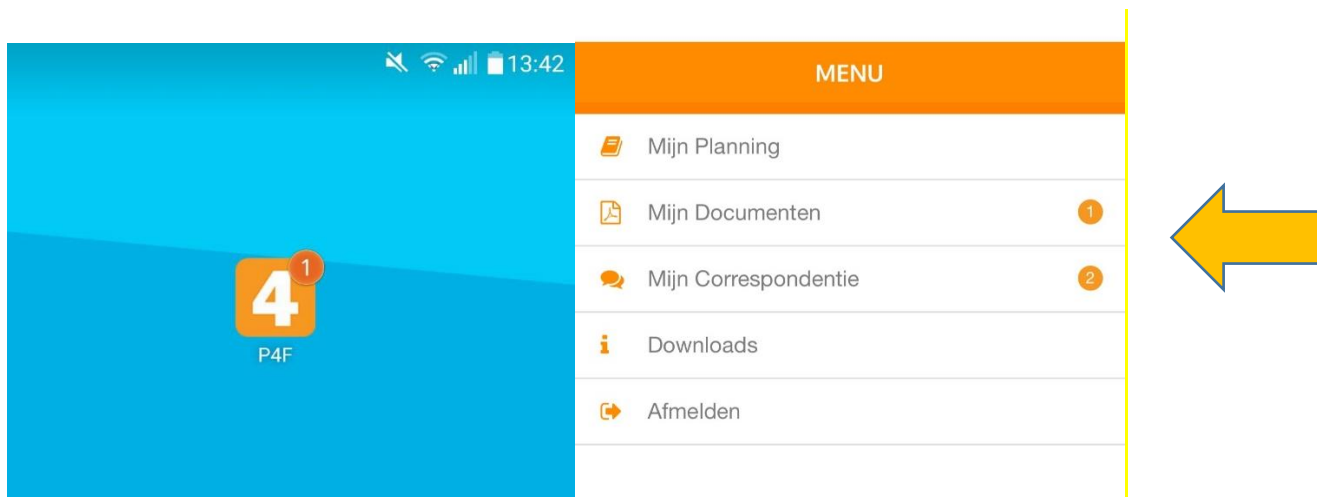 13:42
4
1
P4F
MENU
Mijn Planning
Mijn Documenten 1
Mijn Correspondentie 2
Downloads
Afmelden